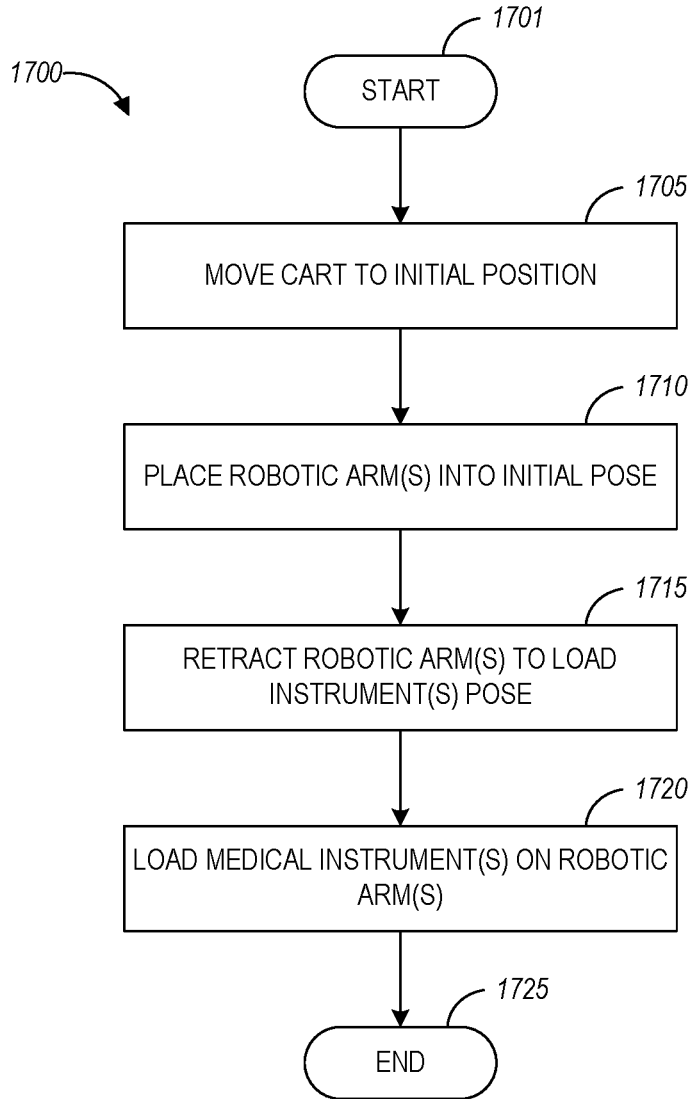 1701
1700
START
1705
MOVE CART TO INITIAL POSITION
1710
PLACE ROBOTIC ARM(S) INTO INITIAL POSE
1715
RETRACT ROBOTIC ARM(S) TO LOAD
INSTRUMENT(S) POSE
1720
LOAD MEDICAL INSTRUMENT(S) ON ROBOTIC
ARM(S)
1725
END